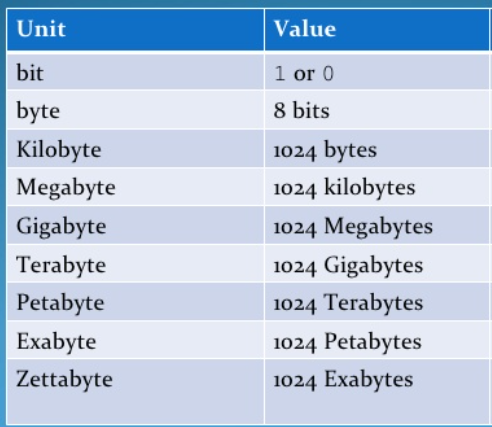 Unit Value
bit 1 or 0
byte 8 bits
Kilobyte 1024 bytes
Megabyte 1024 kilobytes
Gigabyte 1024 Megabytes
Terabyte 1024 Gigabytes
Petabyte 1024 Terabytes
Exabyte 1024 Petabytes
Zettabyte 1024 Exabytes